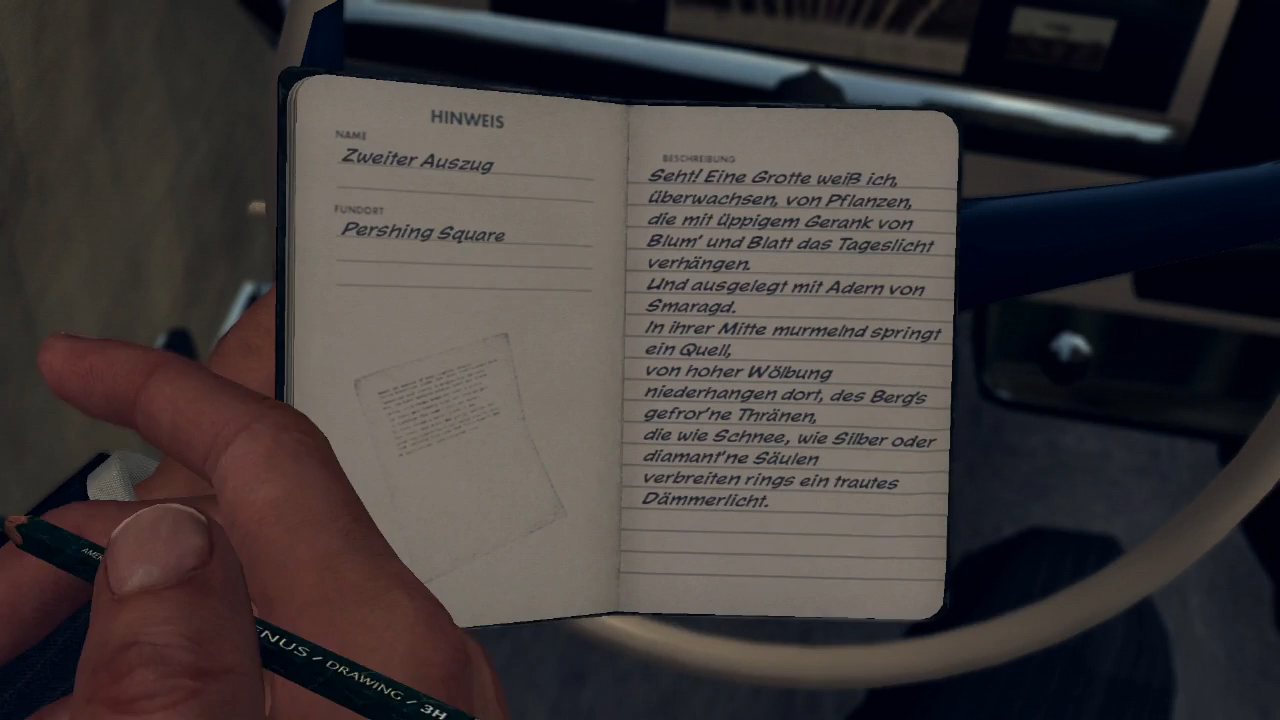 HINWEIS
NAME
Zweiter Auszug
FUNDORT
Pershing Square
BESCHREIBUNG
Seht! Eine Grotte weiß ich,
überwachsen, von Pflanzen,
die mit üppigem Gerank von
Blum' und Blatt das Tageslicht
verhängen.
Und ausgelegt mit Adern von
Smaragd.
In ihrer Mitte murmelnd springt
ein Quell,
von hoher Wölbung
niederhangen dort, des Berg's
gefror'ne Thränen,
die wie Schnee, wie Silber oder
diamant'ne Säulen
verbreiten rings ein trautes
Dämmerlicht.
ENUS / DRAWING / 3H